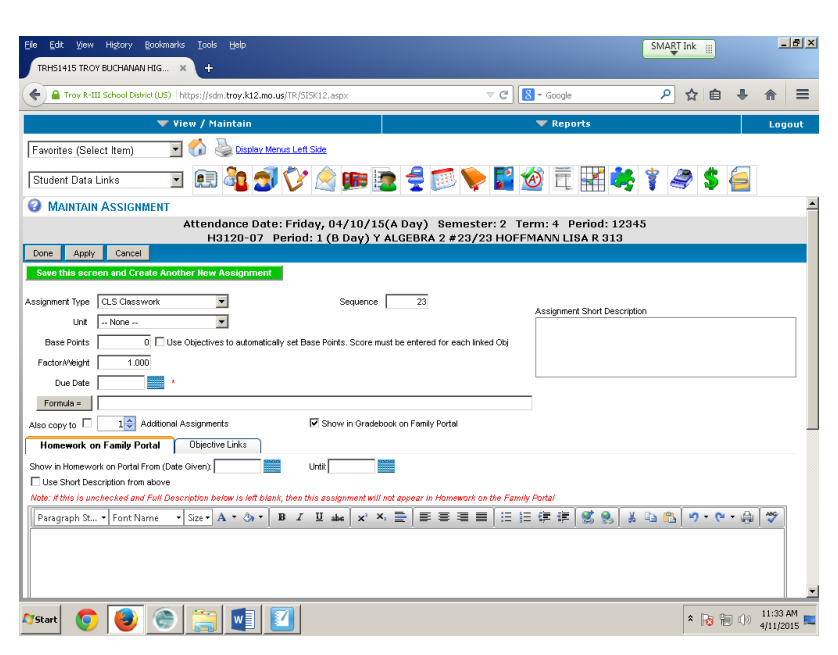 File Edit View History Bookmarks Tools Help
SMART Ink
TRHS1415 TROY BUCHANAN HIG...
Troy R-III School District (US) https://sdm.troy.k12.mo.us/TR/SISK12.aspx
Google
View / Maintain Reports Logout
Favorites (Select Item) Display Menus Left Side
Student Data Links
MAINTAIN ASSIGNMENT
Attendance Date: Friday, 04/10/15(A Day) Semester: 2 Term: 4 Period: 12345
H3120-07 Period: 1 (B Day) Y ALGEBRA 2 #23/23 HOFFMANN LISA R 313
Done Apply Cancel
Save this screen and Create Another New Assignment
Assignment Type CLS Classwork Sequence 23
Assignment Short Description
Unit -- None --
Base Points 0 Use Objectives to automatically set Base Points. Score must be entered for each linked Obj
Factor/Weight 1.000
Due Date *
Formula =
Also copy to 1 Additional Assignments Show in Gradebook on Family Portal
Homework on Family Portal Objective Links
Show in Homework on Portal From (Date Given): Until:
Use Short Description from above
Note: if this is unchecked and Full Description below is left blank, then this assignment will not appear in Homework on the Family Portal
Paragraph St... Font Name Size A B I U abc x² x₂
Start
11:33 AM
4/11/2015